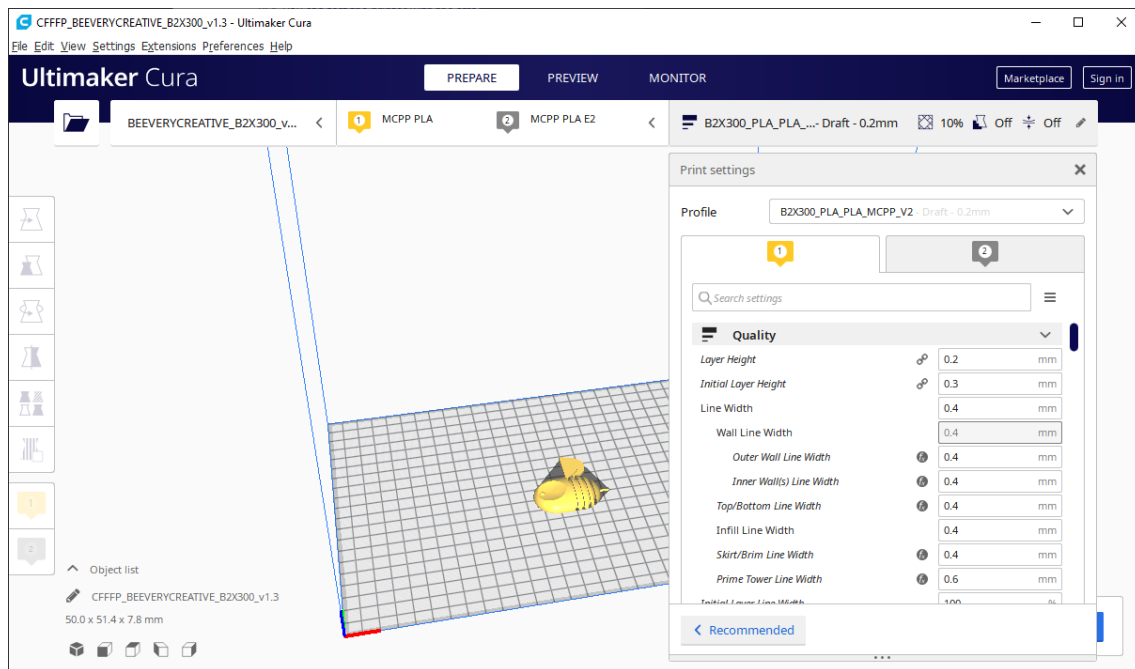 CFFFP_BEEVERYCREATIVE_B2X300_v1.3 - Ultimaker Cura
File Edit View Settings Extensions Preferences Help
Ultimaker Cura PREPARE PREVIEW MONITOR Marketplace Sign in
BEEVERYCREATIVE_B2X300_v... 1 MCPP PLA 2 MCPP PLA E2 B2X300_PLA_PLA_...- Draft - 0.2mm 10% Off Off
Print settings
Profile B2X300_PLA_PLA_MCPP_V2 - Draft - 0.2mm
1 2
Search settings
Quality
Layer Height 0.2 mm
Initial Layer Height 0.3 mm
Line Width 0.4 mm
Wall Line Width 0.4 mm
Outer Wall Line Width 0.4 mm
Inner Wall(s) Line Width 0.4 mm
Top/Bottom Line Width 0.4 mm
Infill Line Width 0.4 mm
Skirt/Brim Line Width 0.4 mm
Prime Tower Line Width 0.6 mm
Initial Layer Line Width 100 %
Recommended
1
2
Object list
CFFFP_BEEVERYCREATIVE_B2X300_v1.3
50.0 x 51.4 x 7.8 mm